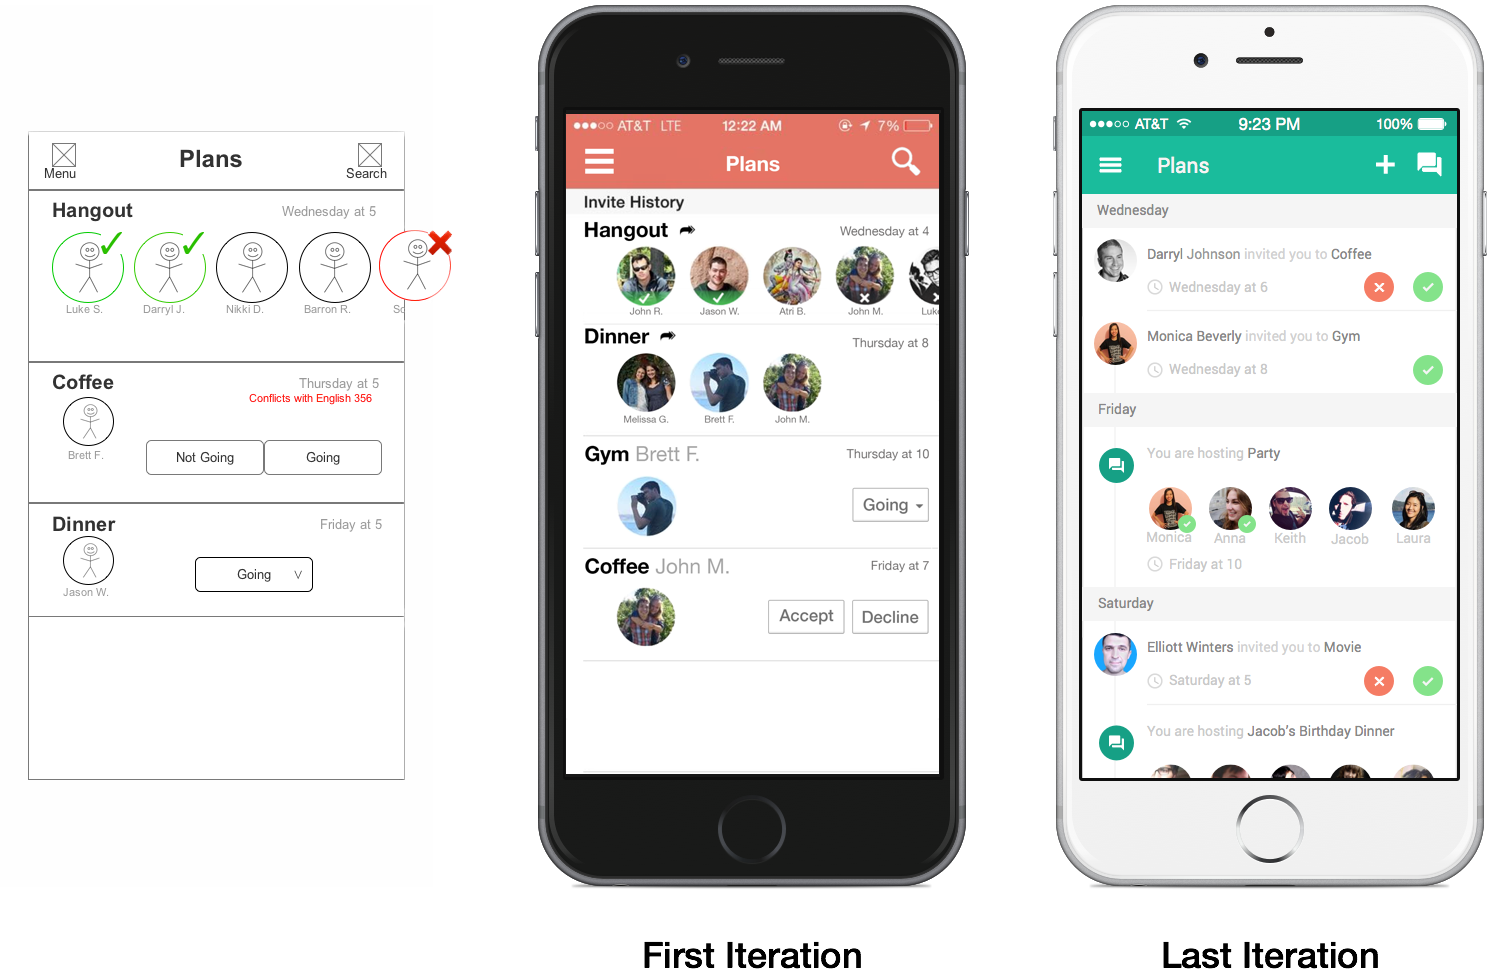 Plans
Menu
Search
Hangout
Wednesday at 5
Luke S.
Darryl J.
Nikki D.
Barron R.
Sc
Coffee
Thursday at 5
Conflicts with English 356
Brett F.
Not Going
Going
Dinner
Friday at 5
Jason W.
Going
AT&T LTE 12:22 AM 7%
Plans
Invite History
Hangout
Wednesday at 4
John R.
Jason W.
Atri B.
John M.
Luk
Dinner
Thursday at 8
Melissa G.
Brett F.
John M.
Gym Brett F.
Thursday at 10
Going
Coffee John M.
Friday at 7
Accept
Decline
First Iteration
AT&T 9:23 PM 100%
Plans
Wednesday
Darryl Johnson invited you to Coffee
Wednesday at 6
Monica Beverly invited you to Gym
Wednesday at 8
Friday
You are hosting Party
Monica
Anna
Keith
Jacob
Laura
Friday at 10
Saturday
Elliott Winters invited you to Movie
Saturday at 5
You are hosting Jacob's Birthday Dinner
Last Iteration